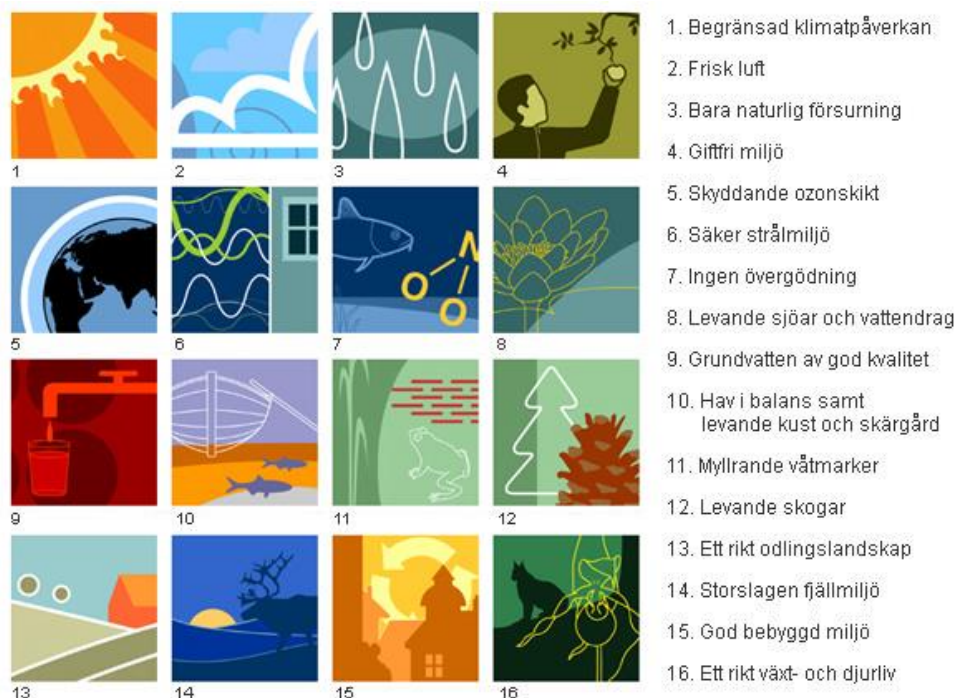 1
2
3
4
5
6
7
O
N
O
8
9
10
11
12
13
14
15
16
1. Begränsad klimatpåverkan
2. Frisk luft
3. Bara naturlig försurning
4. Giftfri miljö
5. Skyddande ozonskikt
6. Säker strålmiljö
7. Ingen övergödning
8. Levande sjöar och vattendrag
9. Grundvatten av god kvalitet
10. Hav i balans samt
levande kust och skärgård
11. Myllrande våtmarker
12. Levande skogar
13. Ett rikt odlingslandskap
14. Storslagen fjällmiljö
15. God bebyggd miljö
16. Ett rikt växt- och djurliv